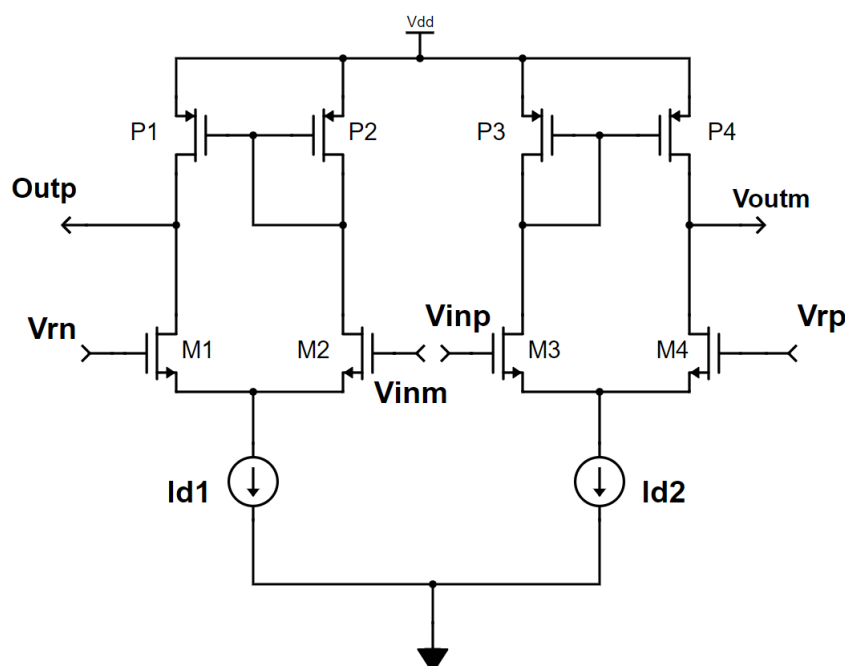 Vdd
P1
P2
P3
P4
Outp
Voutm
Vrn
M1
M2
Vinp
M3
M4
Vrp
Vinm
Id1
Id2